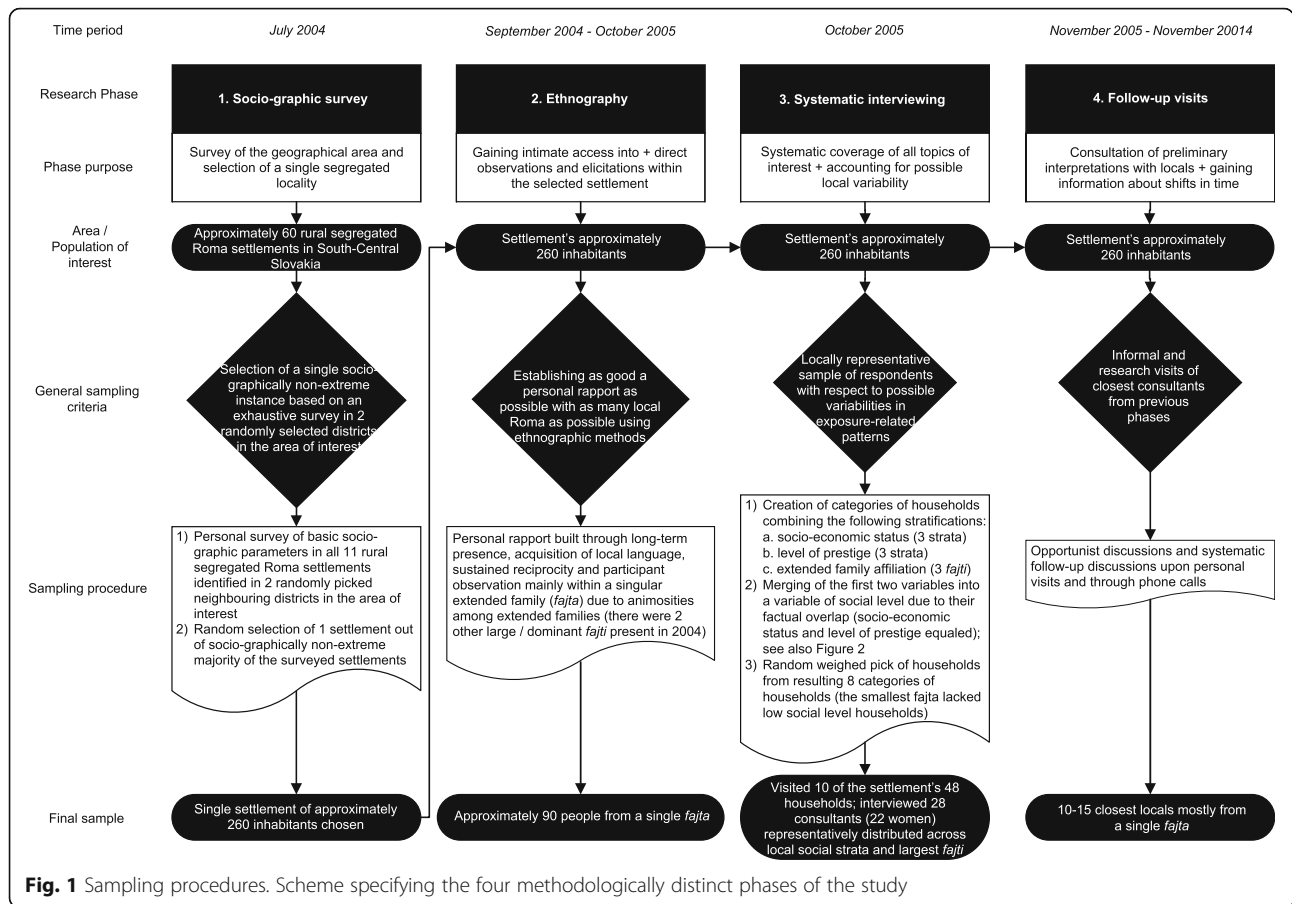 Time period
July 2004
September 2004 - October 2005
October 2005
November 2005 - November 20014
Research Phase
1. Socio-graphic survey
2. Ethnography
3. Systematic interviewing
4. Follow-up visits
Phase purpose
Survey of the geographical area and
selection of a single segregated
locality
Gaining intimate access into + direct
observations and elicitations within
the selected settlement
Systematic coverage of all topics of
interest + accounting for possible
local variability
Consultation of preliminary
interpretations with locals + gaining
information about shifts in time
Area /
Population of
interest
Approximately 60 rural segregated
Roma settlements in South-Central
Slovakia
Settlement's approximately
260 inhabitants
Settlement's approximately
260 inhabitants
Settlement's approximately
260 inhabitants
General sampling
criteria
Selection of a single socio-
graphically non-extreme
instance based on an
exhaustive survey in 2
randomly selected districts
in the area of interest
Establishing as good a
personal rapport as
possible with as many local
Roma as possible using
ethnographic methods
Locally representative
sample of respondents
with respect to possible
variabilities in
exposure-related
patterns
Informal and
research visits of
closest consultants
from previous
phases
Sampling procedure
1) Personal survey of basic socio-
graphic parameters in all 11 rural
segregated Roma settlements
identified in 2 randomly picked
neighbouring districts in the area of
interest
2) Random selection of 1 settlement out
of socio-graphically non-extreme
majority of the surveyed settlements
Personal rapport built through long-term
presence, acquisition of local language,
sustained reciprocity and participant
observation mainly within a singular
extended family (fajta) due to animosities
among extended families (there were 2
other large / dominant fajti present in 2004)
1) Creation of categories of households
combining the following stratifications:
a. socio-economic status (3 strata)
b. level of prestige (3 strata)
c. extended family affiliation (3 fajti)
2) Merging of the first two variables into
a variable of social level due to their
factual overlap (socio-economic
status and level of prestige equaled);
see also Figure 2
3) Random weighed pick of households
from resulting 8 categories of
households (the smallest fajta lacked
low social level households)
Opportunist discussions and systematic
follow-up discussions upon personal
visits and through phone calls
Final sample
Single settlement of approximately
260 inhabitants chosen
Approximately 90 people from a single fajta
Visited 10 of the settlement's 48
households; interviewed 28
consultants (22 women)
representatively distributed across
local social strata and largest fajti
10-15 closest locals mostly from
a single fajta
Fig. 1 Sampling procedures. Scheme specifying the four methodologically distinct phases of the study